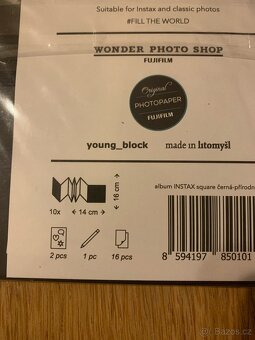 Suitable for Instax and classic photos
#FILL THE WORLD
WONDER PHOTO SHOP
FUJIFILM
Original
PHOTOPAPER
FUJIFILM
young_block
made in litomyšl
16 cm
10x
14 cm
album INSTAX square černá-přírodn
2 pcs
1 pc
16 pcs
8 594197 850101
Bazoš.cz